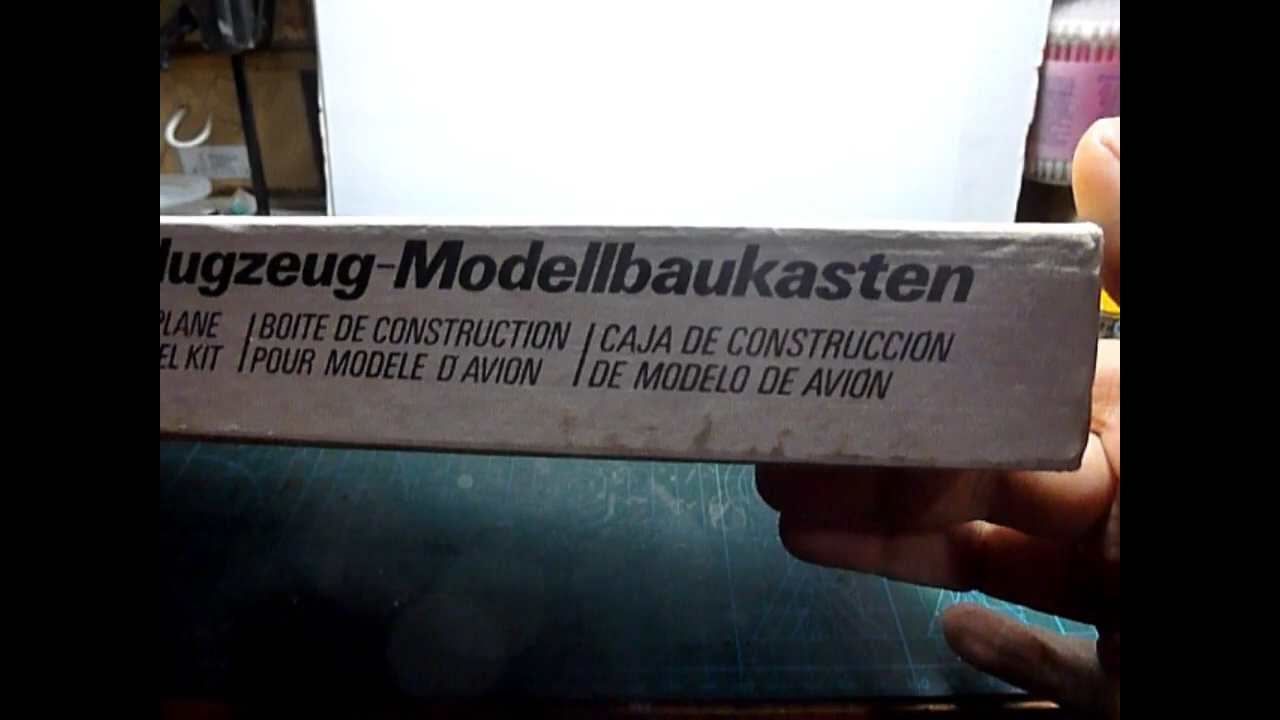 lugzeug-Modellbaukasten
PLANE | BOITE DE CONSTRUCTION | CAJA DE CONSTRUCCION
EL KIT | POUR MODELE D'AVION | DE MODELO DE AVION